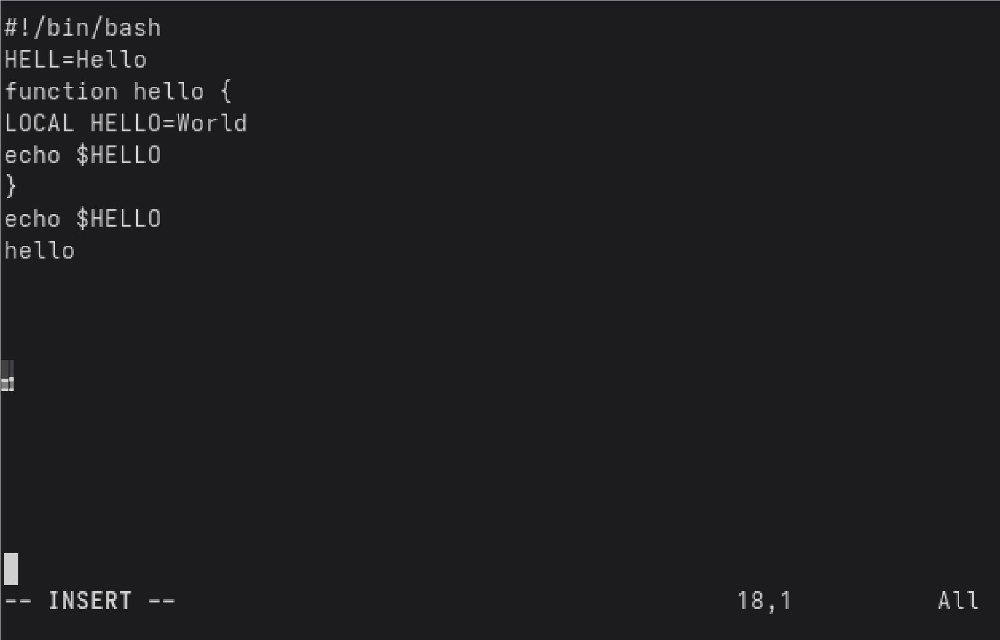 #!/bin/bash
HELL=Hello
function hello {
LOCAL HELLO=World
echo $HELLO
}
echo $HELLO
hello
-- INSERT -- 18,1 All